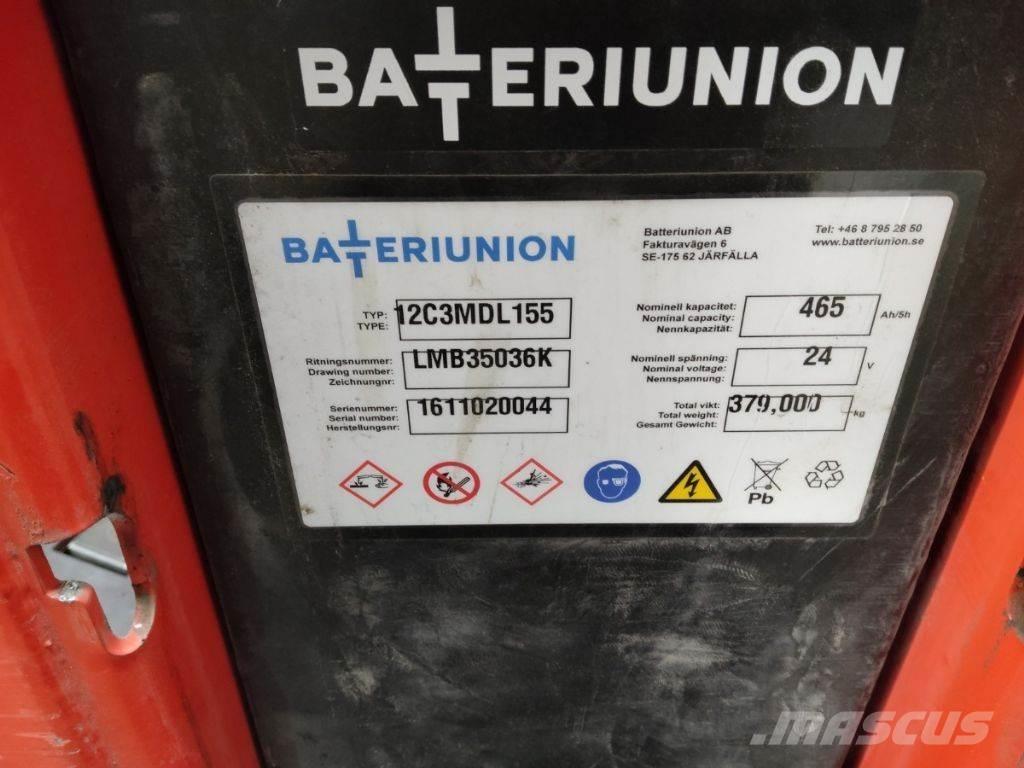 BATTERIUNION
BATTERIUNION
Batteriunion AB
Fakturavägen 6
SE-175 62 JÄRFÄLLA
Tel: +46 8 795 28 50
www.batteriunion.se
TYP:
TYPE:
12C3MDL155
Ritningsnummer:
Drawing number:
Zeichnungnr:
LMB35036K
Serienummer:
Serial number:
Herstellungsnr:
1611020044
Nominell kapacitet:
Nominal capacity:
Nennkapazität:
465
Ah/5h
Nominell spänning:
Nominal voltage:
Nennspannung:
24
V
Total vikt:
Total weight:
Gesamt Gewicht:
379,000
kg
Pb
MASCUS